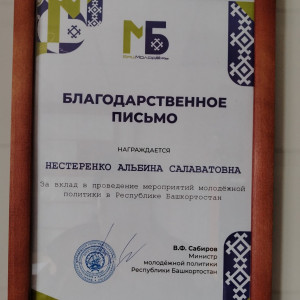 МБ
БЛАГОДАРСТВЕННОЕ
ПИСЬМО
НАГРАЖДАЕТСЯ
НЕСТЕРЕНКО АЛЬБИНА САЛАВАТОВНА
За вклад в проведение мероприятий молодёжной
политики в Республике Башкортостан
В.Ф. Сабиров
Министр
молодёжной политики
Республики Башкортостан